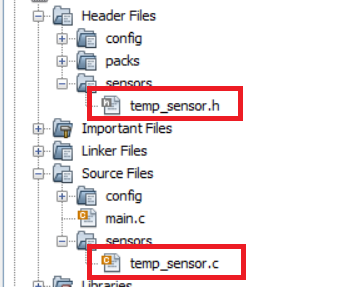 Header Files
config
packs
sensors
temp_sensor.h
Important Files
Linker Files
Source Files
config
main.c
sensors
temp_sensor.c
Libraries